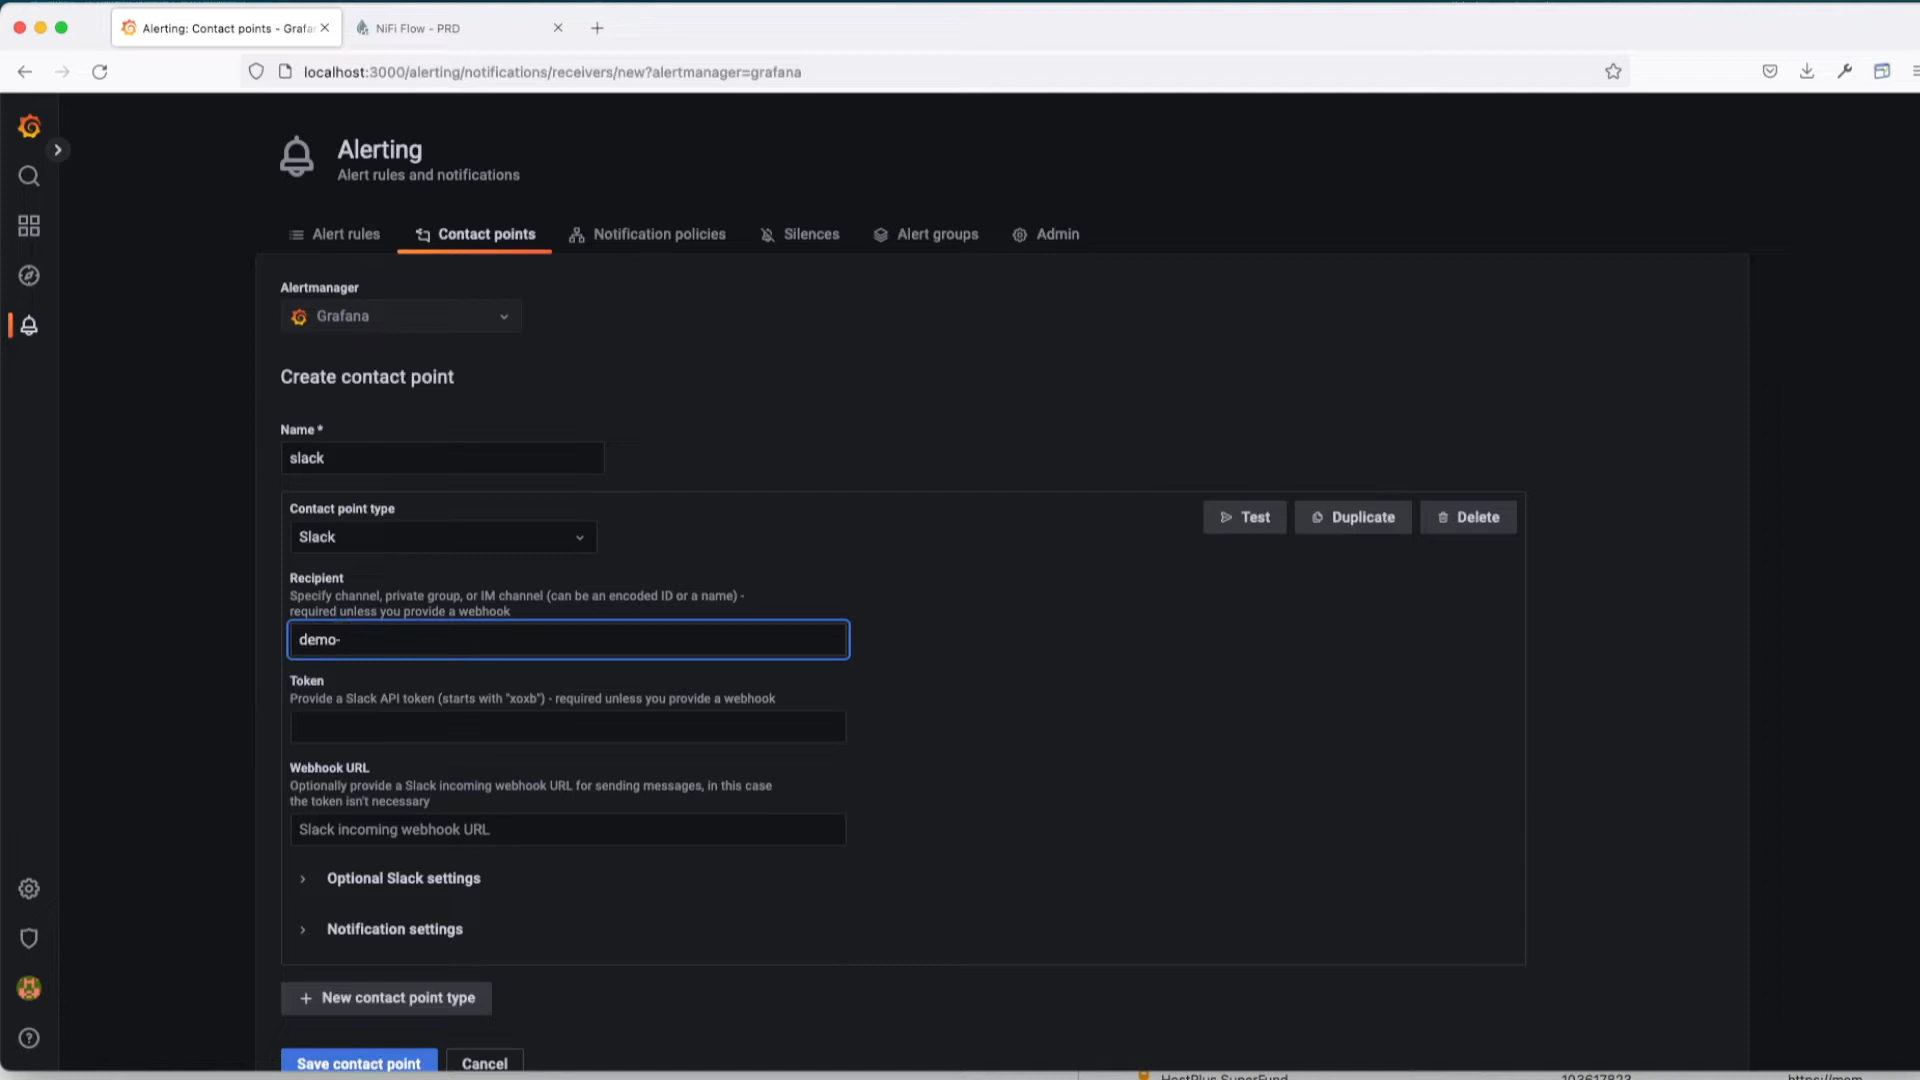 Alerting: Contact points - Grafa
NiFi Flow - PRD
localhost:3000/alerting/notifications/receivers/new?alertmanager=grafana
Alerting
Alert rules and notifications
Alert rules
Contact points
Notification policies
Silences
Alert groups
Admin
Alertmanager
Grafana
Create contact point
Name *
slack
Contact point type
Slack
Test
Duplicate
Delete
Recipient
Specify channel, private group, or IM channel (can be an encoded ID or a name) -
required unless you provide a webhook
demo-
Token
Provide a Slack API token (starts with "xoxb") - required unless you provide a webhook
Webhook URL
Optionally provide a Slack incoming webhook URL for sending messages, in this case
the token isn't necessary
Slack incoming webhook URL
Optional Slack settings
Notification settings
New contact point type
Save contact point
Cancel
HostPlus SuperFund